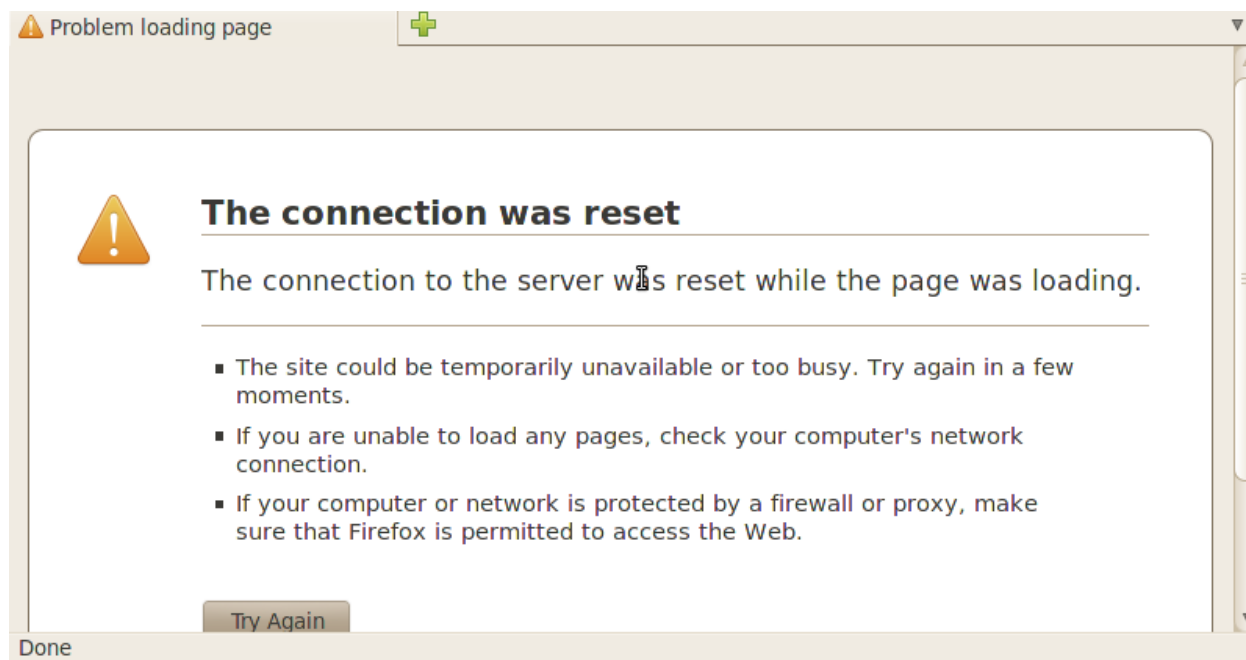 Problem loading page
The connection was reset
The connection to the server was reset while the page was loading.
The site could be temporarily unavailable or too busy. Try again in a few
moments.
If you are unable to load any pages, check your computer's network
connection.
If your computer or network is protected by a firewall or proxy, make
sure that Firefox is permitted to access the Web.
Try Again
Done